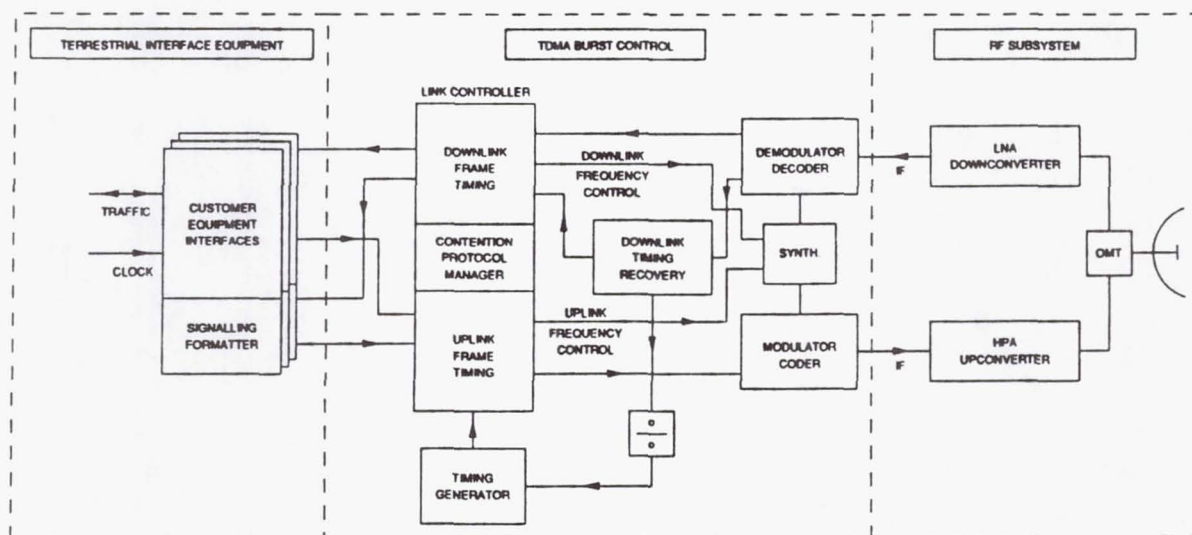 TERRESTRIAL INTERFACE EQUIPMENT
TDMA BURST CONTROL
RF SUBSYSTEM
LINK CONTROLLER
TRAFFIC
CLOCK
CUSTOMER
EQUIPMENT
INTERFACES
SIGNALLING
FORMATTER
DOWNLINK
FRAME
TIMING
CONTENTION
PROTOCOL
MANAGER
UPLINK
FRAME
TIMING
DOWNLINK
FREQUENCY
CONTROL
DOWNLINK
TIMING
RECOVERY
UPLINK
FREQUENCY
CONTROL
TIMING
GENERATOR
DEMODULATOR
DECODER
SYNTH.
MODULATOR
CODER
IF
IF
LNA
DOWNCONVERTER
OMT
HPA
UPCONVERTER